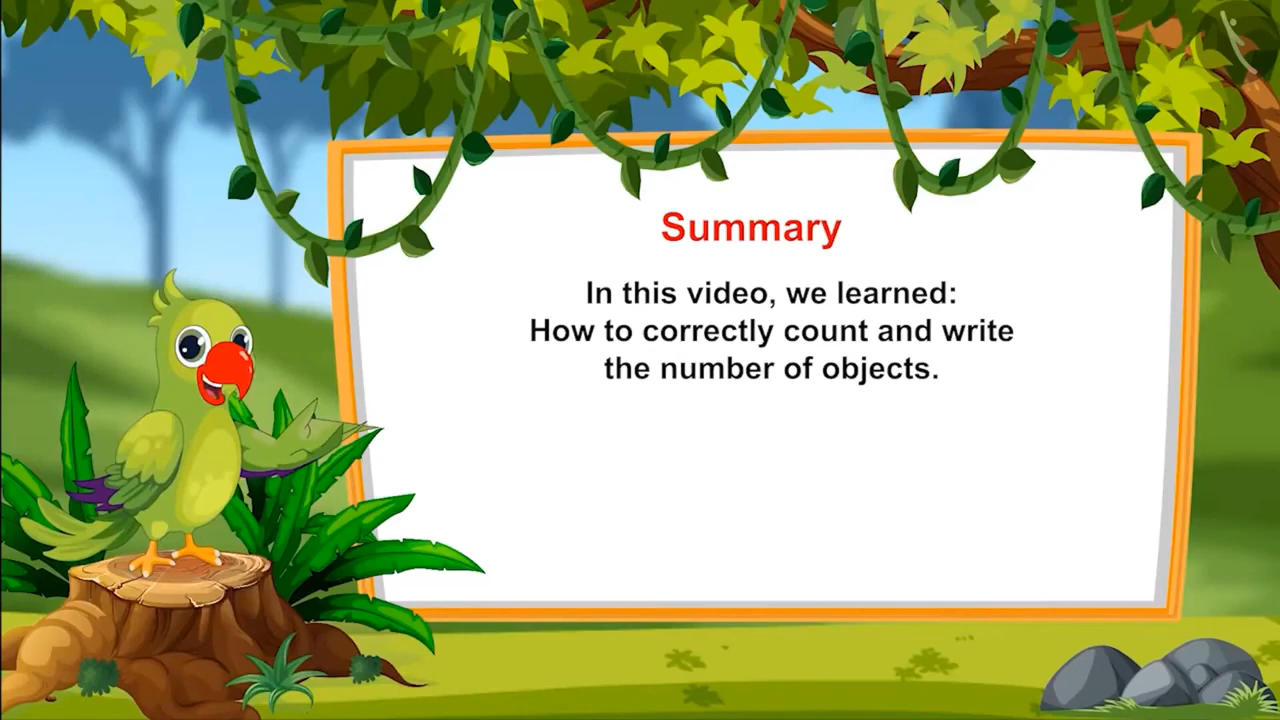 Summary
In this video, we learned:
How to correctly count and write
the number of objects.